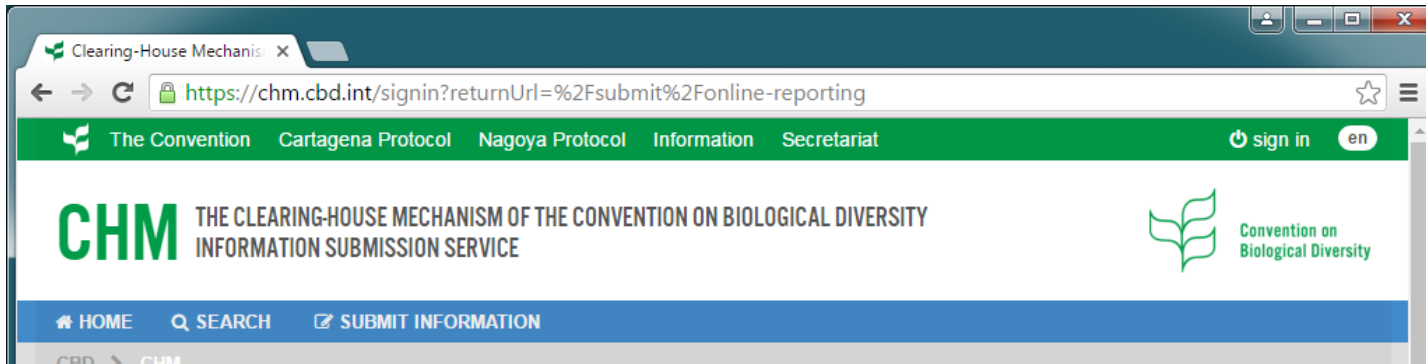 Clearing-House Mechanis
https://chm.cbd.int/signin?returnUrl=%2Fsubmit%2Fonline-reporting
The Convention Cartagena Protocol Nagoya Protocol Information Secretariat sign in en
CHM
THE CLEARING-HOUSE MECHANISM OF THE CONVENTION ON BIOLOGICAL DIVERSITY
INFORMATION SUBMISSION SERVICE
Convention on
Biological Diversity
HOME SEARCH SUBMIT INFORMATION
CBD > CHM